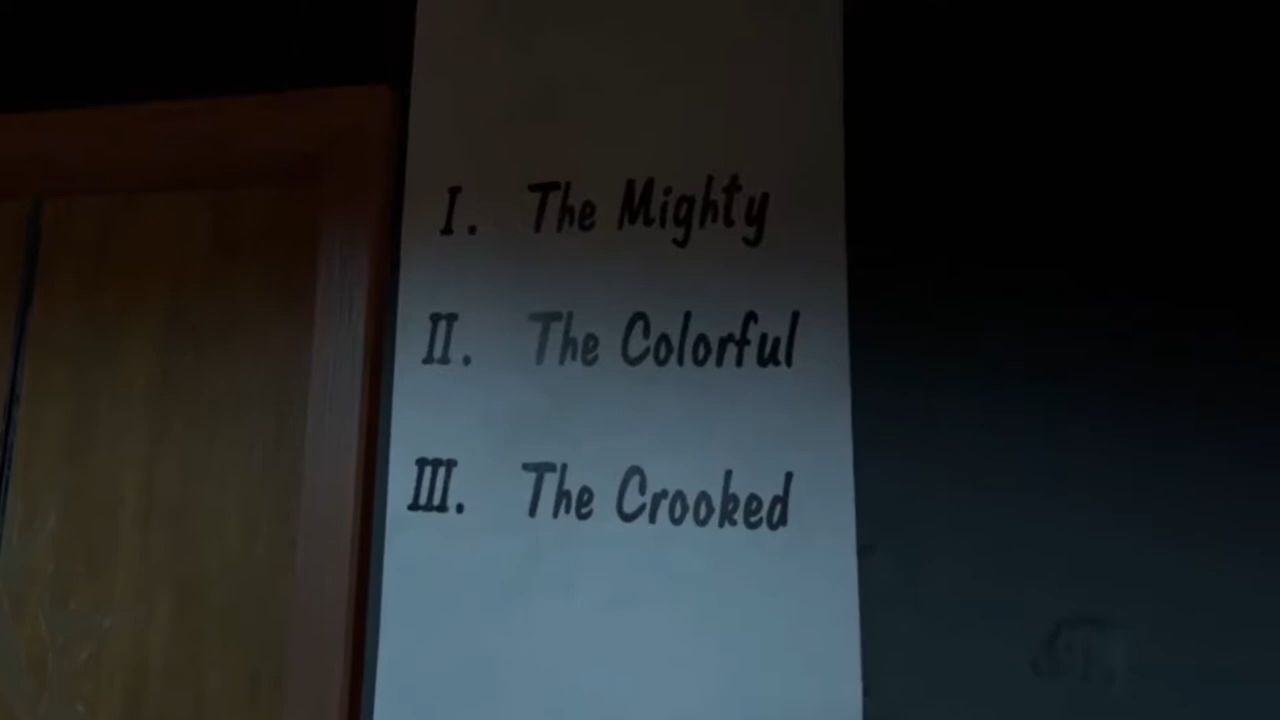 I. The Mighty
II. The Colorful
III. The Crooked